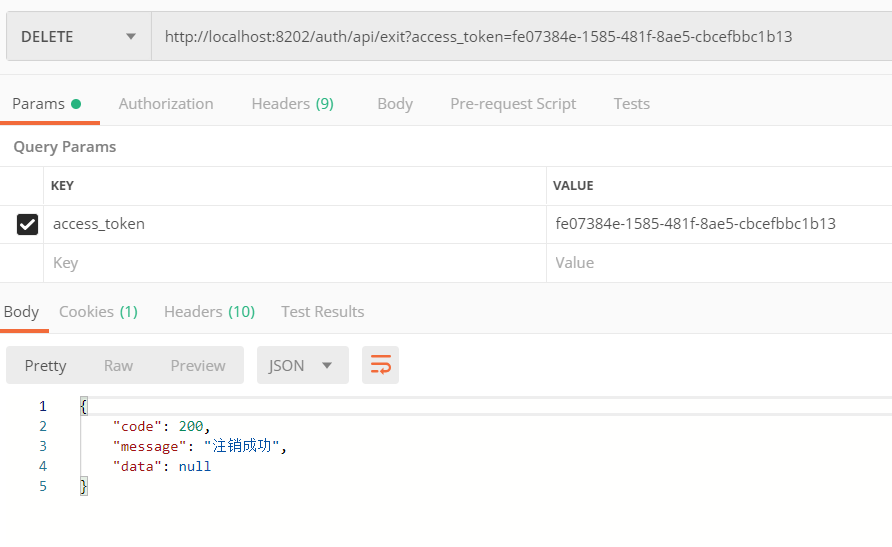 DELETE http://localhost:8202/auth/api/exit?access_token=fe07384e-1585-481f-8ae5-cbcefbbc1b13
Params Authorization Headers (9) Body Pre-request Script Tests
Query Params
KEY VALUE
access_token fe07384e-1585-481f-8ae5-cbcefbbc1b13
Key Value
Body Cookies (1) Headers (10) Test Results
Pretty Raw Preview JSON
1 {
2 "code": 200,
3 "message": "注销成功",
4 "data": null
5 }